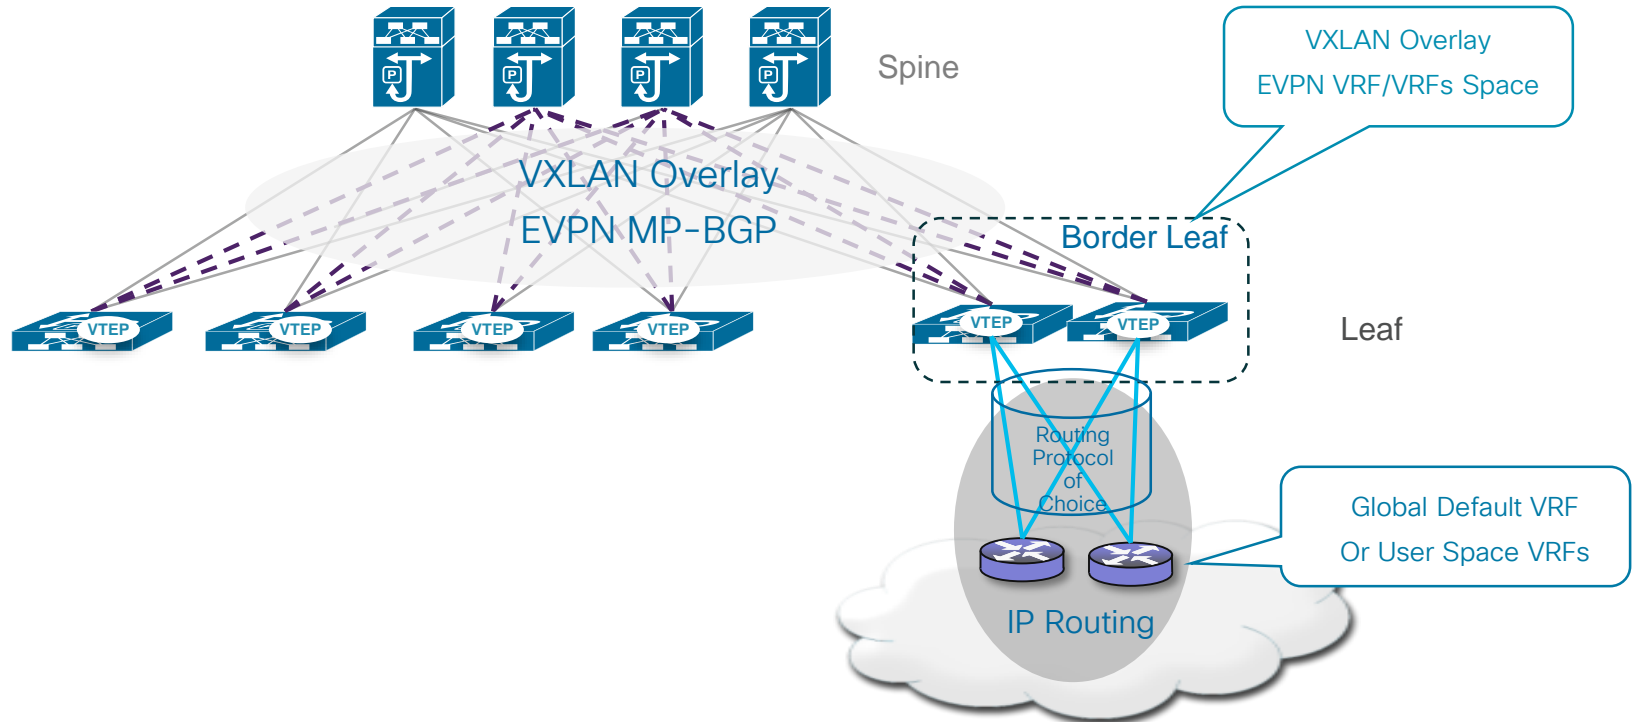 P
P
P
P
Spine
VXLAN Overlay
EVPN VRF/VRFs Space
VXLAN Overlay
EVPN MP-BGP
Border Leaf
VTEP
VTEP
VTEP
VTEP
VTEP
VTEP
Leaf
Routing
Protocol
of
Choice
Global Default VRF
Or User Space VRFs
IP Routing